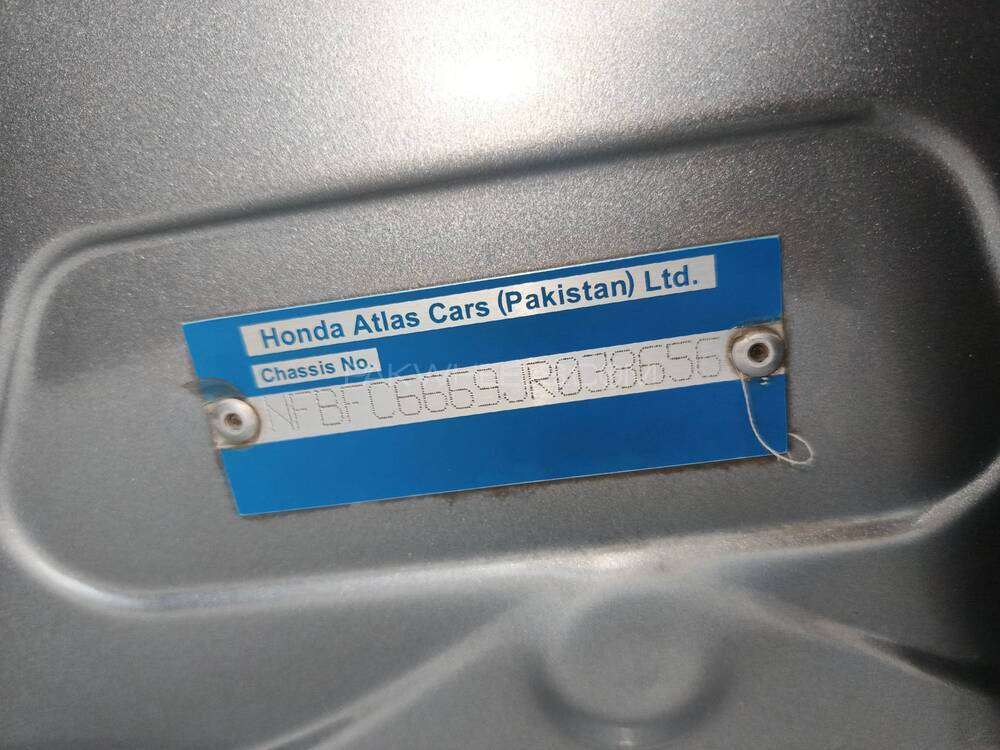 Honda Atlas Cars (Pakistan) Ltd.
Chassis No.
NFBFC6669JR038656